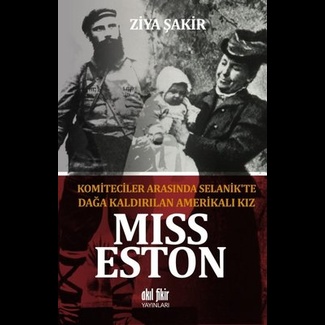 ZİYA ŞAKİR
KOMİTECİLER ARASINDA SELANİK'TE
DAĞA KALDIRILAN AMERİKALI KIZ
MISS
ESTON
akıl fikir
YAYINLARI